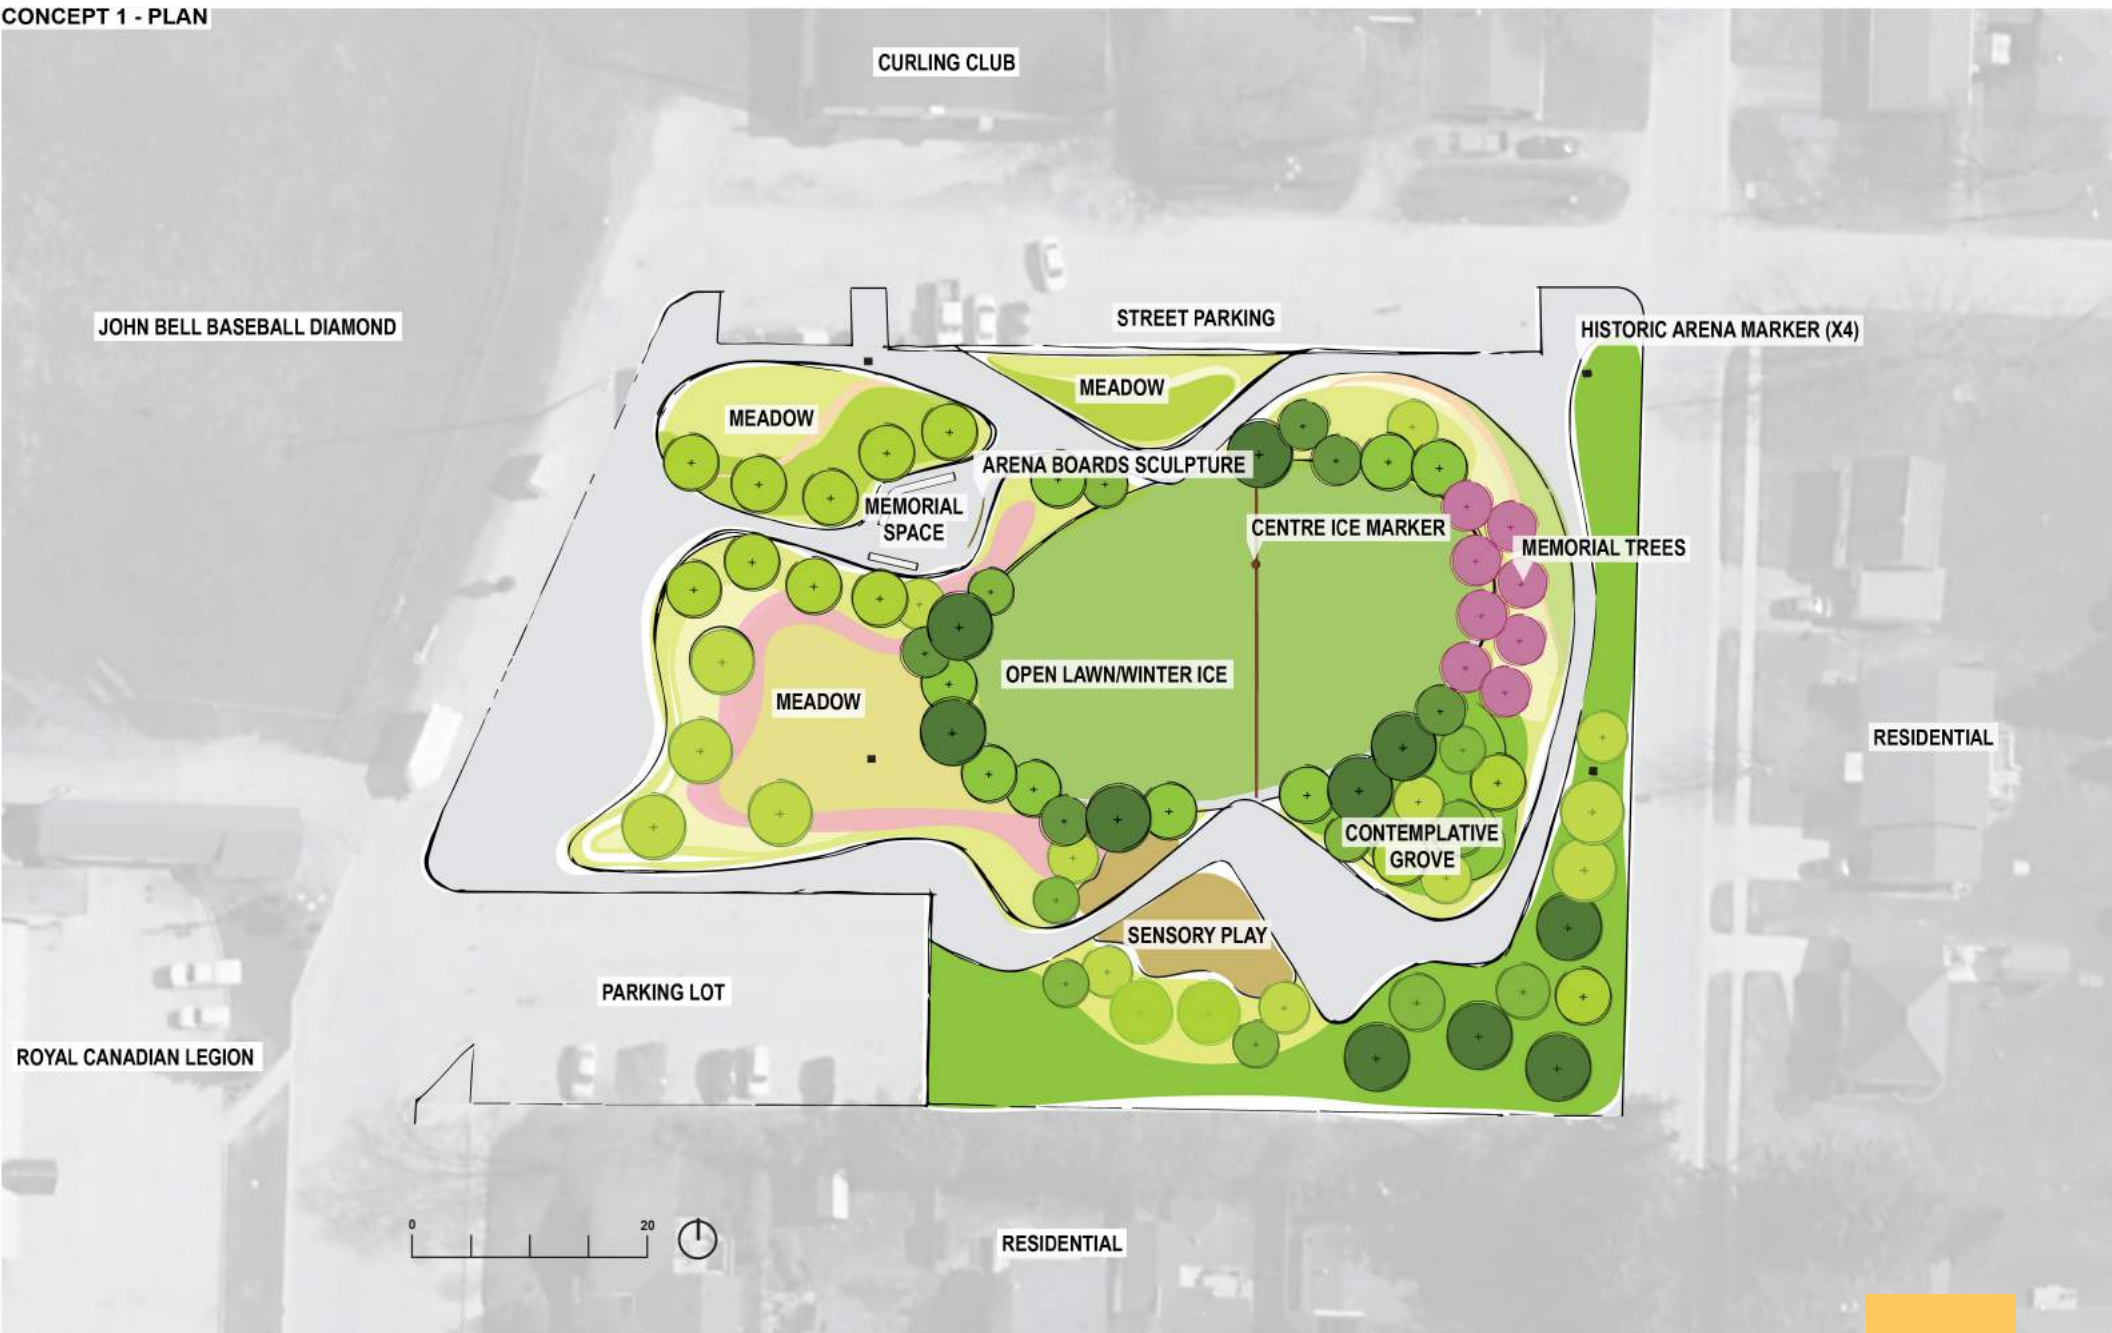 CONCEPT 1 - PLAN
CURLING CLUB
STREET PARKING
JOHN BELL BASEBALL DIAMOND
HISTORIC ARENA MARKER (X4)
MEADOW
MEADOW
ARENA BOARDS SCULPTURE
MEMORIAL
SPACE
CENTRE ICE MARKER
MEMORIAL TREES
OPEN LAWN/WINTER ICE
MEADOW
RESIDENTIAL
CONTEMPLATIVE
GROVE
SENSORY PLAY
PARKING LOT
ROYAL CANADIAN LEGION
0 20
RESIDENTIAL